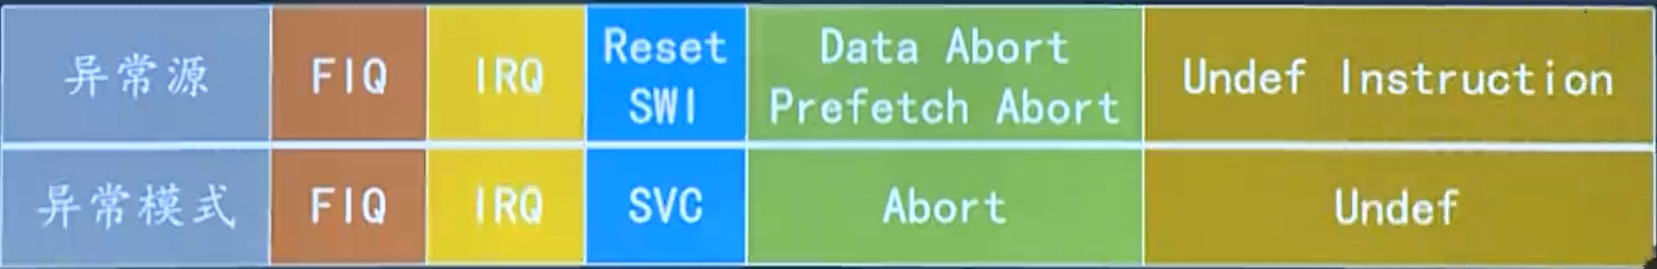 异常源 FIQ IRQ Reset SWI Data Abort Prefetch Abort Undef Instruction
异常模式 FIQ IRQ SVC Abort Undef